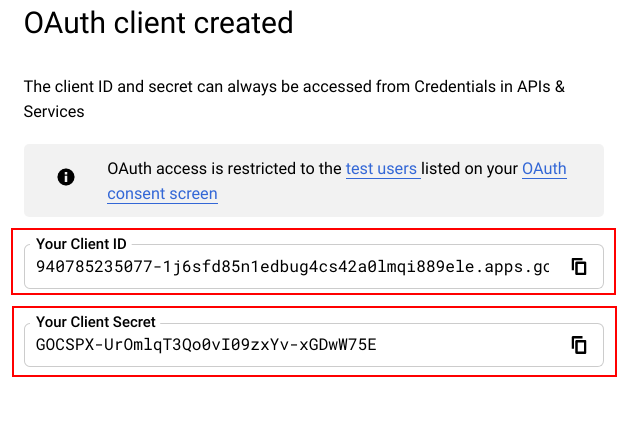 OAuth client created
The client ID and secret can always be accessed from Credentials in APIs &
Services
OAuth access is restricted to the test users listed on your OAuth
consent screen
Your Client ID
940785235077-1j6sfd85n1edbug4cs42a0lmqi889ele.apps.gc
Your Client Secret
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